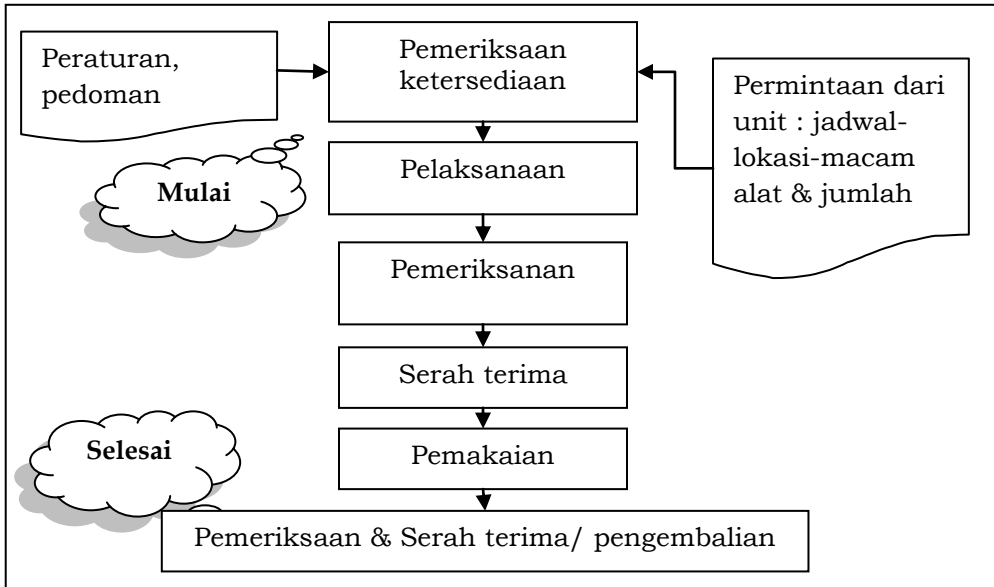 Peraturan,
pedoman
Pemeriksaan
ketersediaan
Permintaan dari
unit : jadwal-
lokasi-macam
alat & jumlah
Mulai
Pelaksanaan
Pemeriksanan
Serah terima
Selesai
Pemakaian
Pemeriksaan & Serah terima/ pengembalian